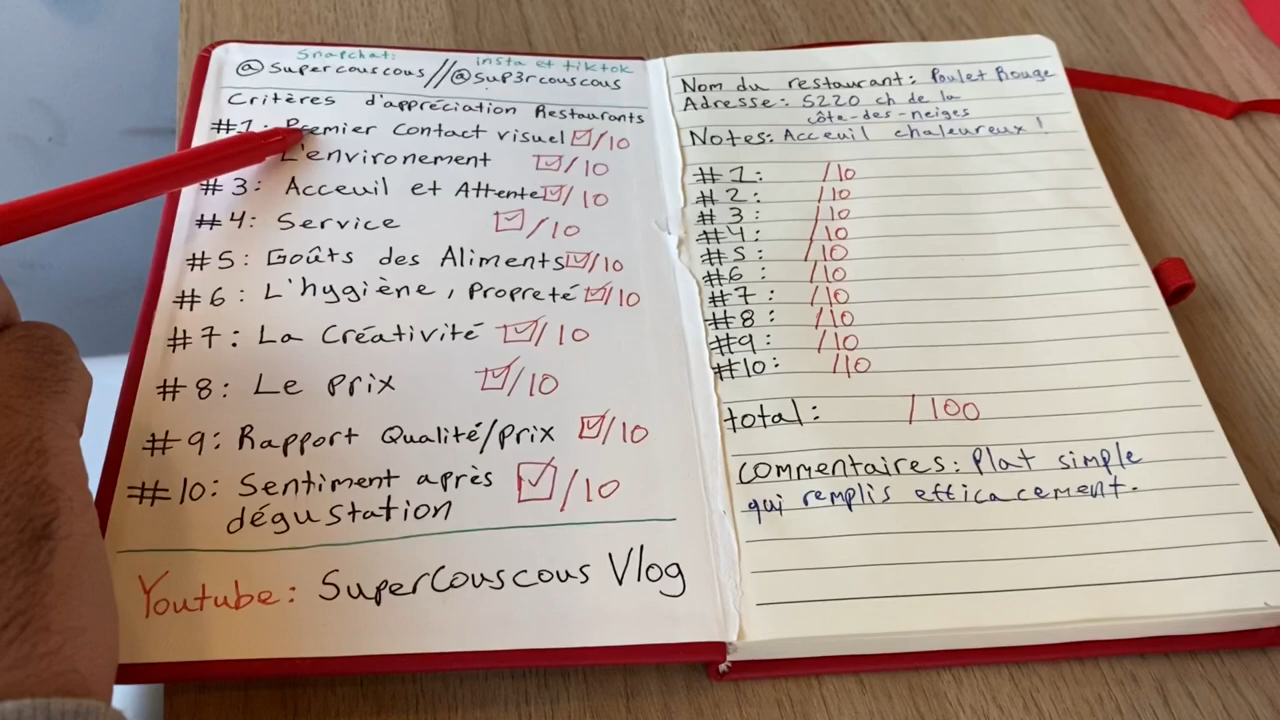 Snapchat: insta et tiktok
@supercouscous//@sup3rcouscous
Critères d'appréciation Restaurants
#1: Premier Contact visuel /10
L'environement /10
#3: Acceuil et Attente /10
#4: Service /10
#5: Goûts des Aliments /10
#6: L'hygiène, Propreté /10
#7: La Créativité /10
#8: Le prix /10
#9: Rapport Qualité/prix /10
#10: Sentiment après /10
dégustation
Youtube: SuperCouscous Vlog
Nom du restaurant: Poulet Rouge
Adresse: 5220 ch de la
côte-des-neiges
Notes: Acceuil chaleureux!
#1: /10
#2: /10
#3: /10
#4: /10
#5: /10
#6: /10
#7: /10
#8: /10
#9: /10
#10: /10
total: /100
Commentaires: Plat simple
qui remplis efficacement.